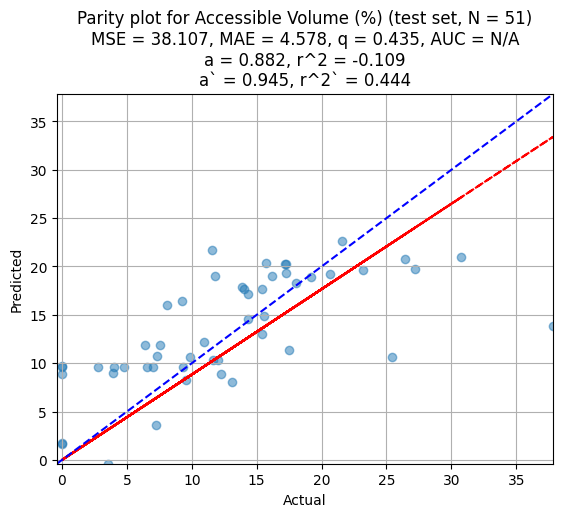 Parity plot for Accessible Volume (%) (test set, N = 51)
MSE = 38.107, MAE = 4.578, q = 0.435, AUC = N/A
a = 0.882, r^2 = -0.109
a` = 0.945, r^2` = 0.444
35
30
25
20
15
10
5
0
Predicted
0 5 10 15 20 25 30 35
Actual